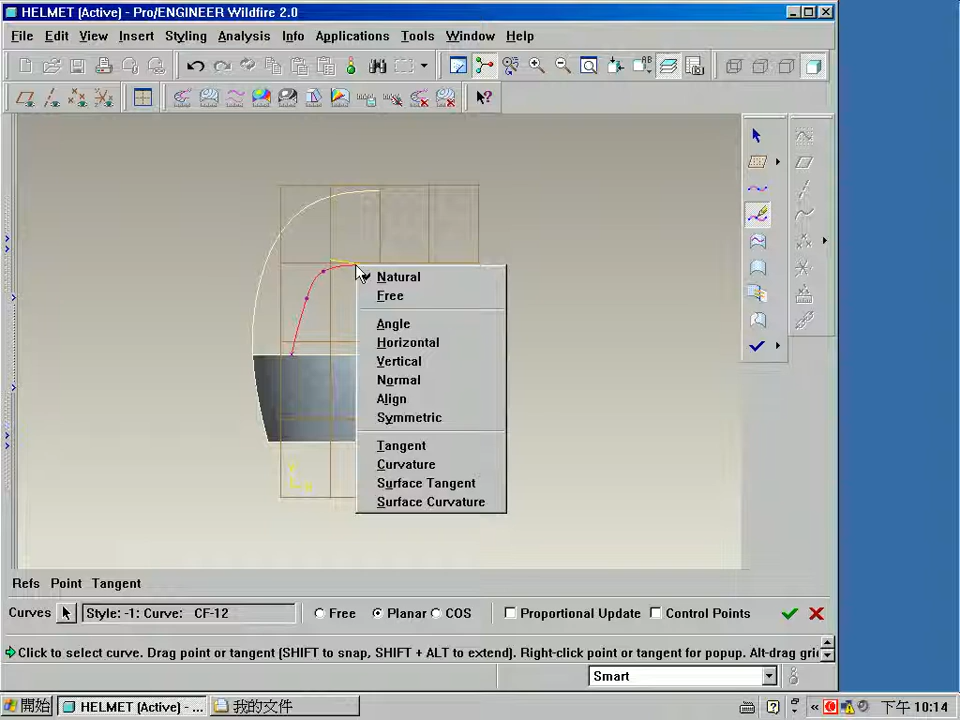 HELMET (Active) - Pro/ENGINEER Wildfire 2.0
File Edit View Insert Styling Analysis Info Applications Tools Window Help
Natural
Free
Angle
Horizontal
Vertical
Normal
Align
Symmetric
Tangent
Curvature
Surface Tangent
Surface Curvature
Refs Point Tangent
Curves Style: -1: Curve: CF-12 Free Planar COS Proportional Update Control Points
Click to select curve. Drag point or tangent (SHIFT to snap, SHIFT + ALT to extend). Right-click point or tangent for popup. Alt-drag
Smart
開始 HELMET (Active) - ... 我的文件 下午 10:14